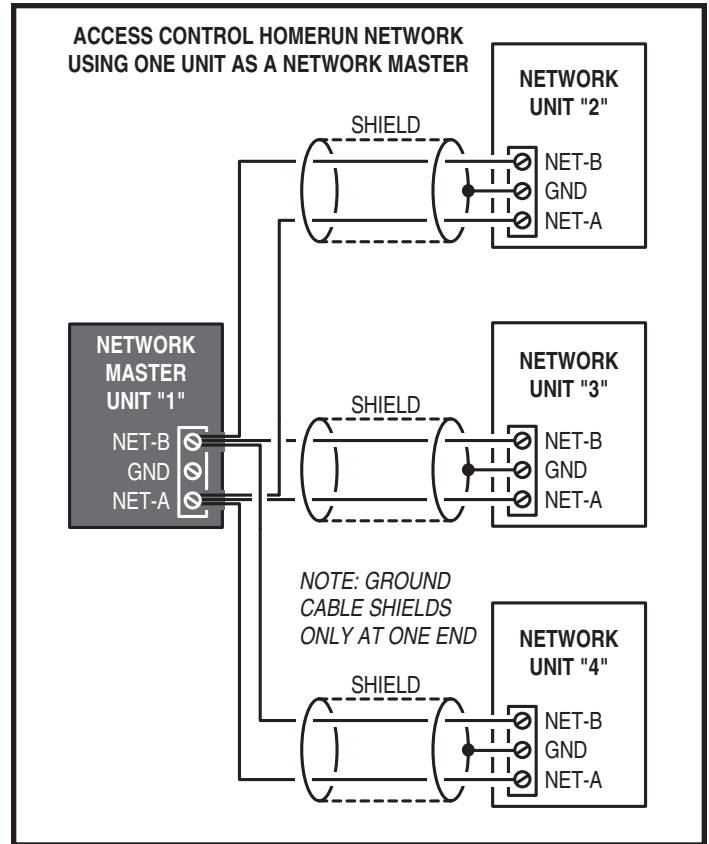 ACCESS CONTROL HOMERUN NETWORK
USING ONE UNIT AS A NETWORK MASTER
NETWORK
UNIT "2"
SHIELD
NET-B
GND
NET-A
NETWORK
MASTER
UNIT "1"
NET-B
GND
NET-A
NETWORK
UNIT "3"
SHIELD
NET-B
GND
NET-A
NOTE: GROUND
CABLE SHIELDS
ONLY AT ONE END
NETWORK
UNIT "4"
SHIELD
NET-B
GND
NET-A